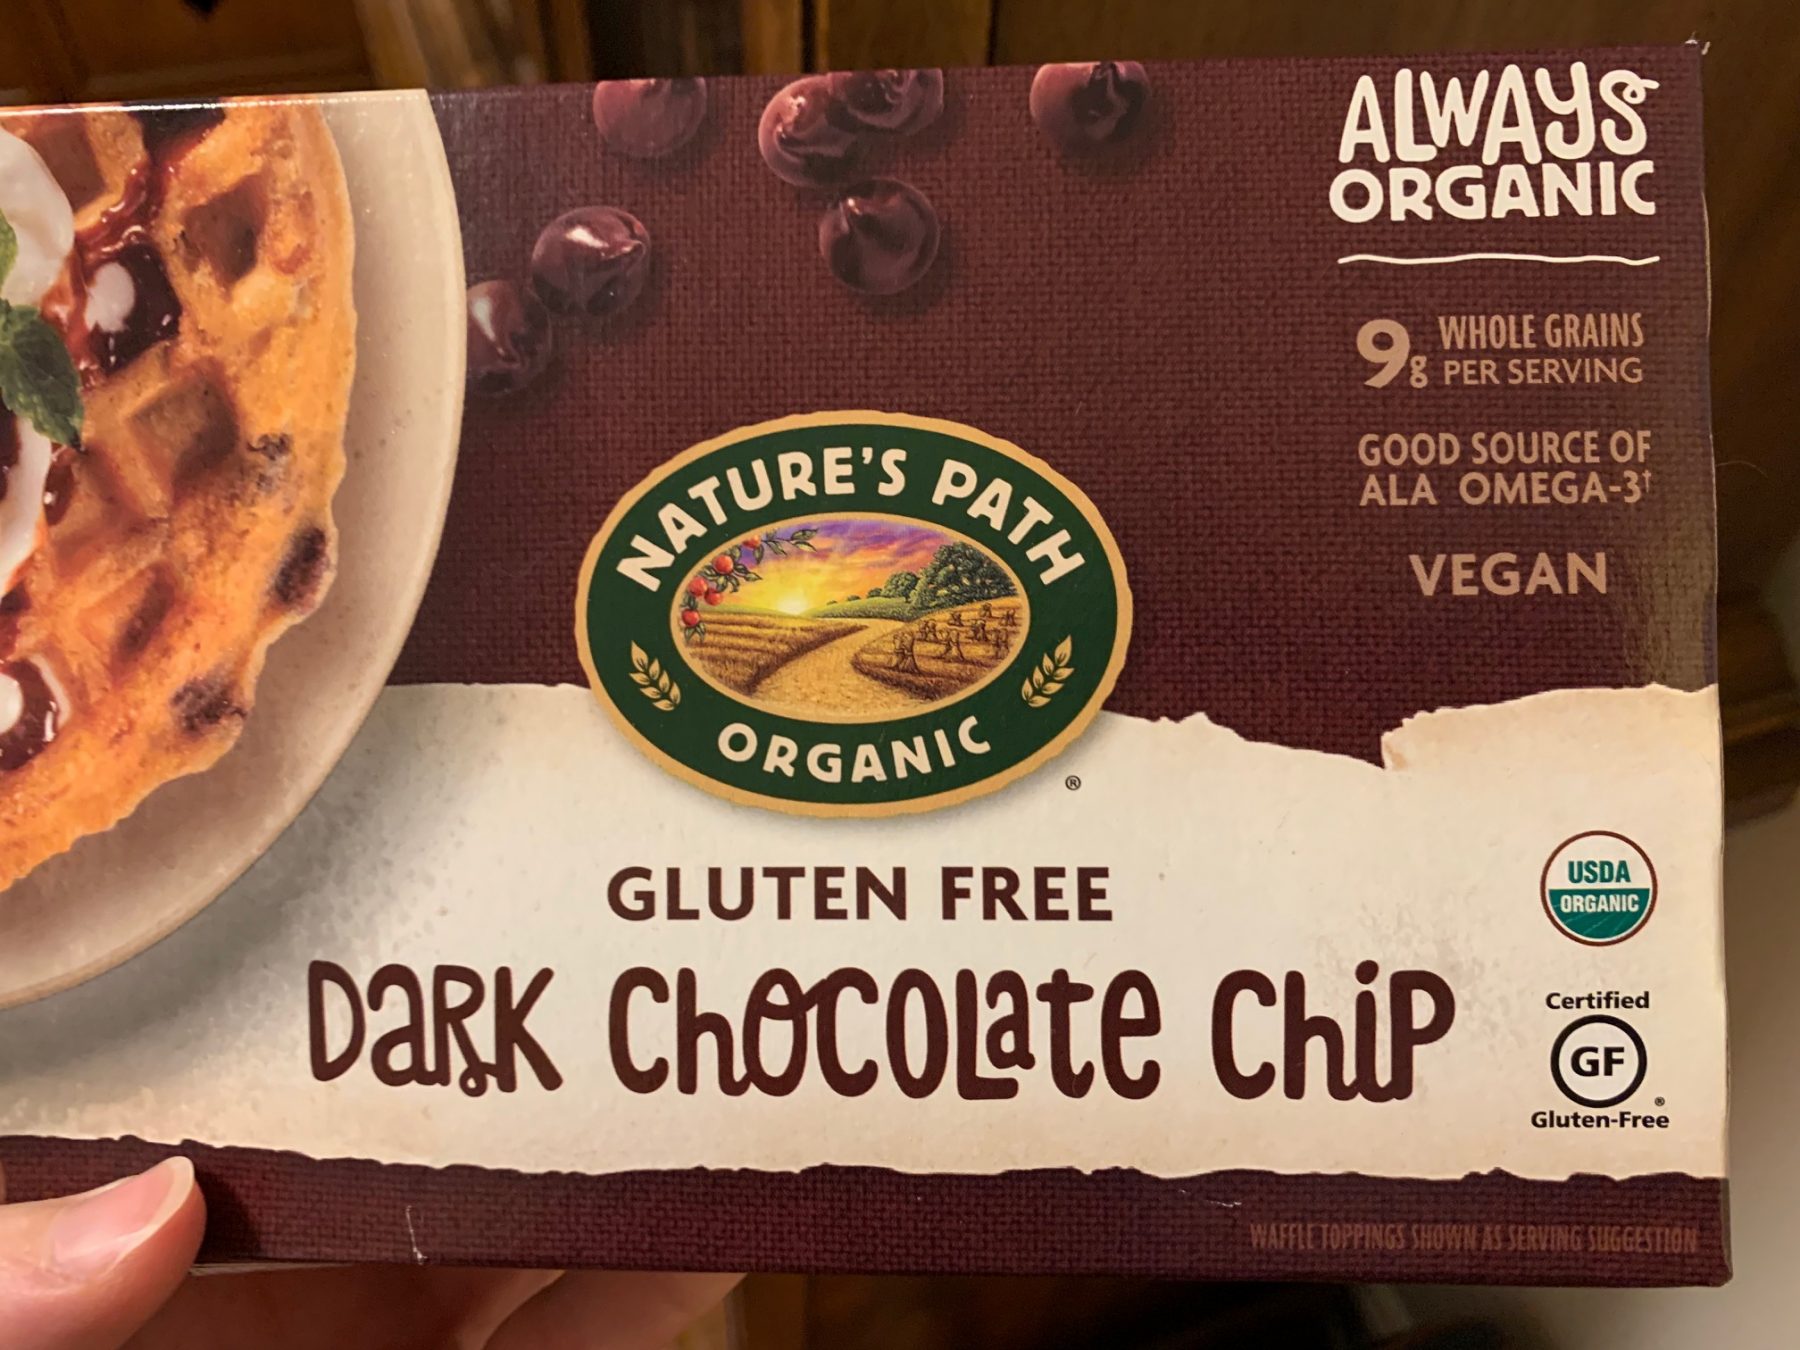 ALWAYS
ORGANIC
9g WHOLE GRAINS
PER SERVING
GOOD SOURCE OF
ALA OMEGA-3†
VEGAN
NATURE'S PATH
ORGANIC
®
GLUTEN FREE
DARK CHOCOLATE CHIP
USDA
ORGANIC
Certified
GF
®
Gluten-Free
WAFFLE TOPPINGS SHOWN AS SERVING SUGGESTION